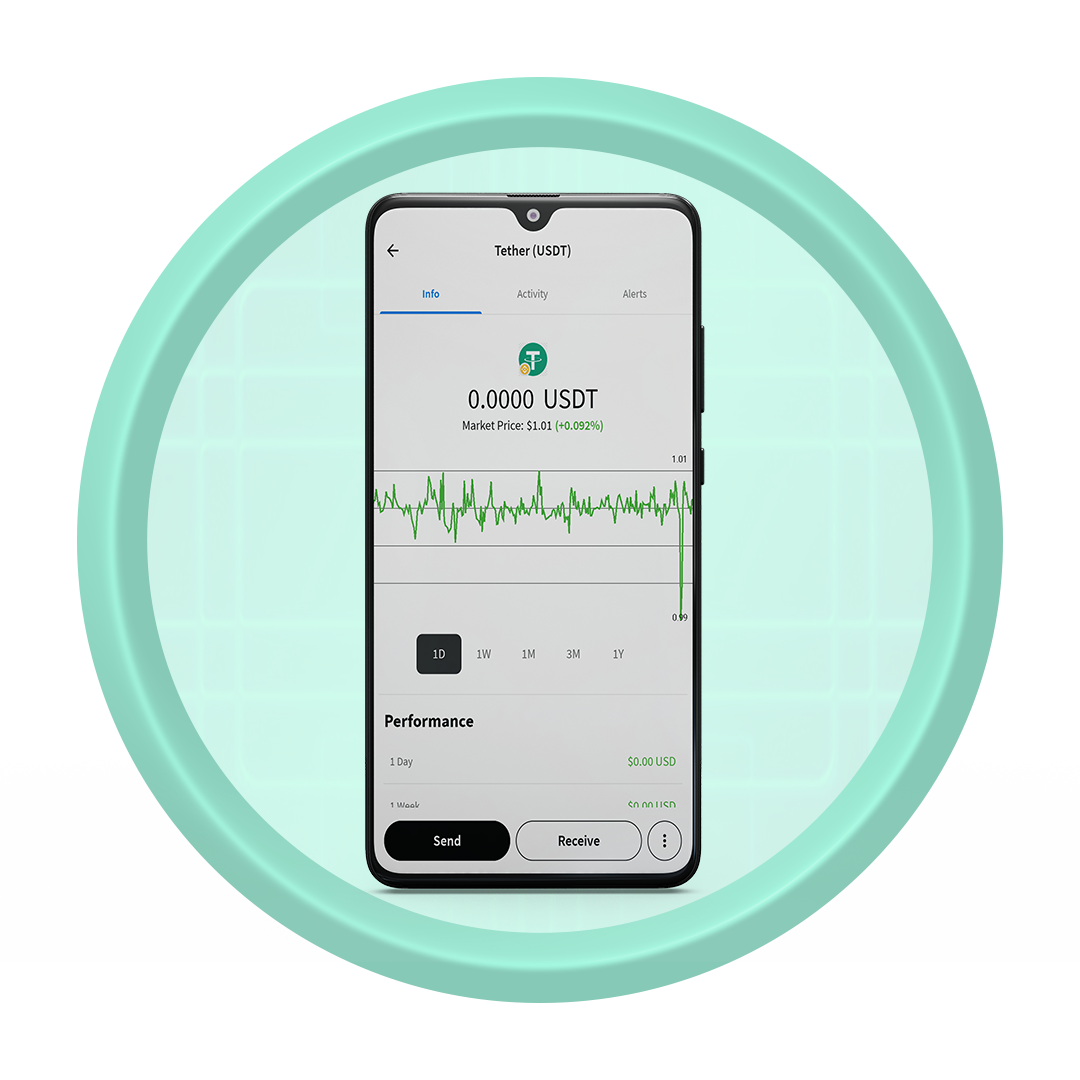 Tether (USDT)
Info Activity Alerts
0.0000 USDT
Market Price: $1.01 (+0.092%)
1.01
0.99
1D 1W 1M 3M 1Y
Performance
1 Day $0.00 USD
1 Week $0.00 USD
Send Receive